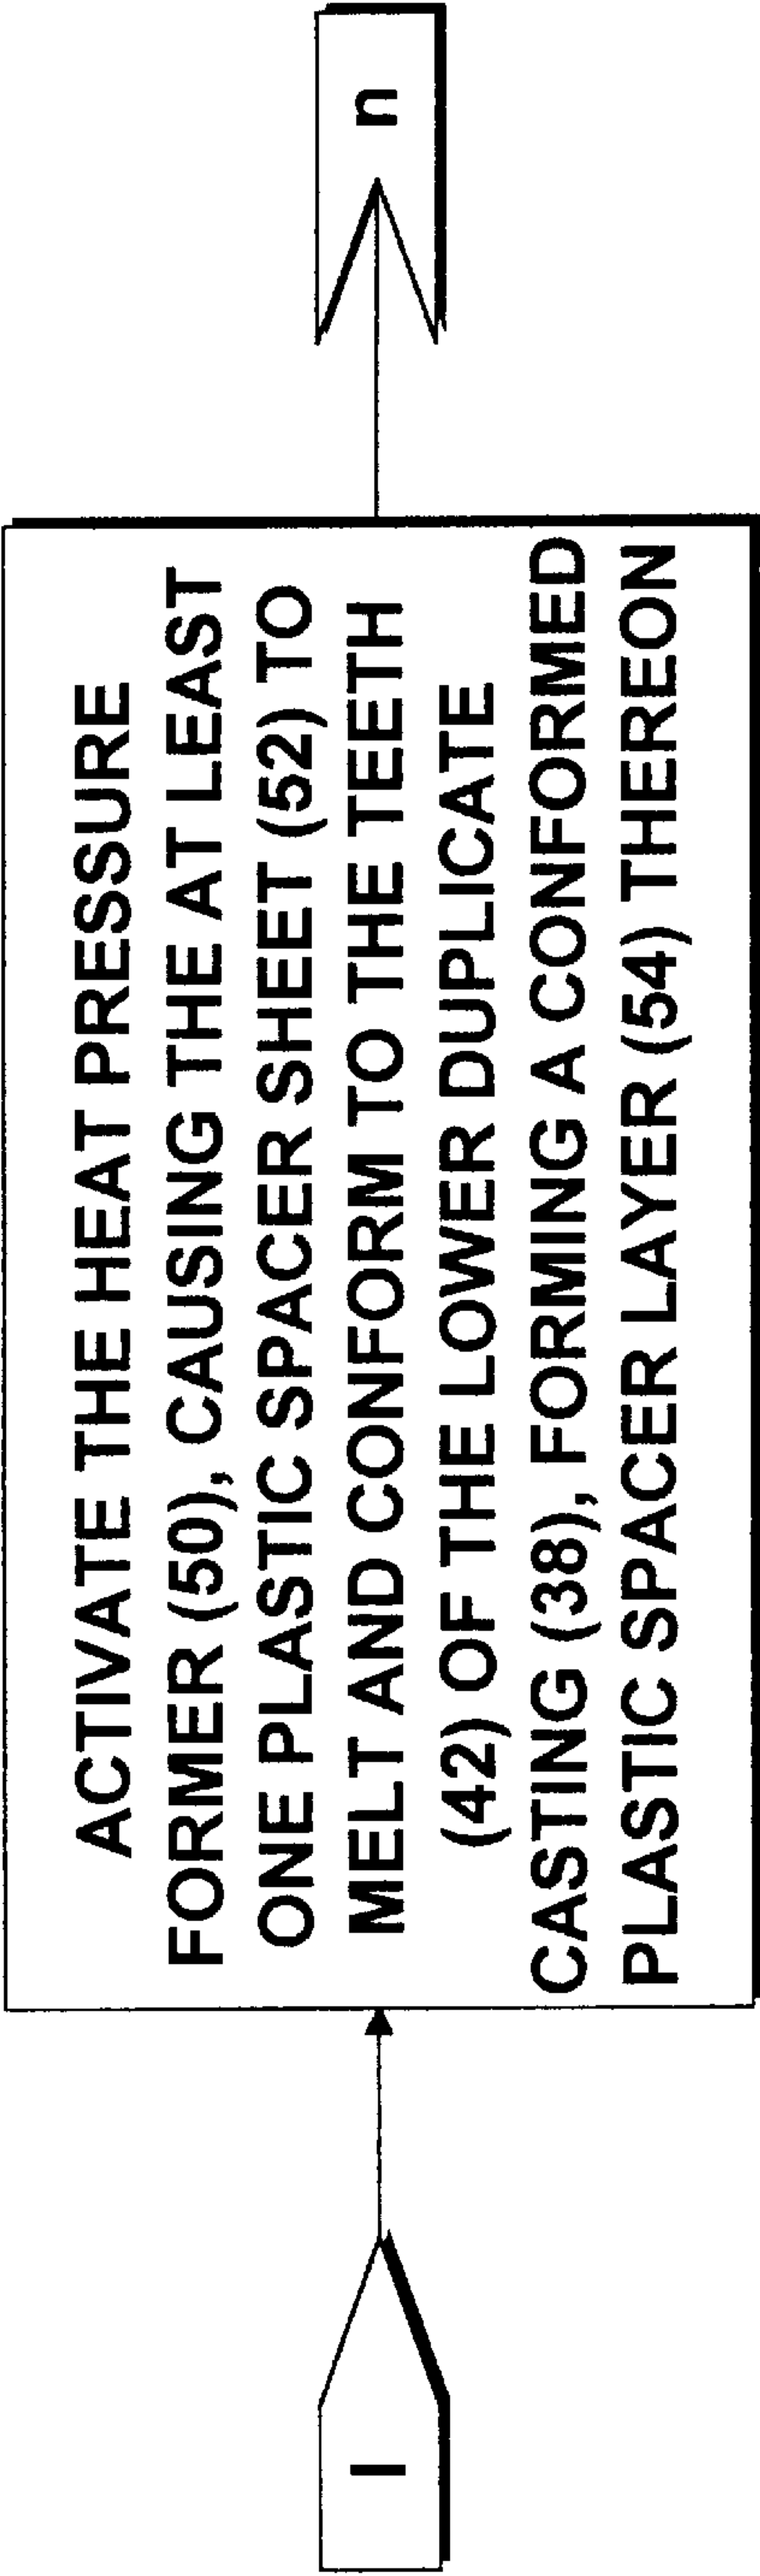 l
ACTIVATE THE HEAT PRESSURE
FORMER (50), CAUSING THE AT LEAST
ONE PLASTIC SPACER SHEET (52) TO
MELT AND CONFORM TO THE TEETH
(42) OF THE LOWER DUPLICATE
CASTING (38), FORMING A CONFORMED
PLASTIC SPACER LAYER (54) THEREON
n